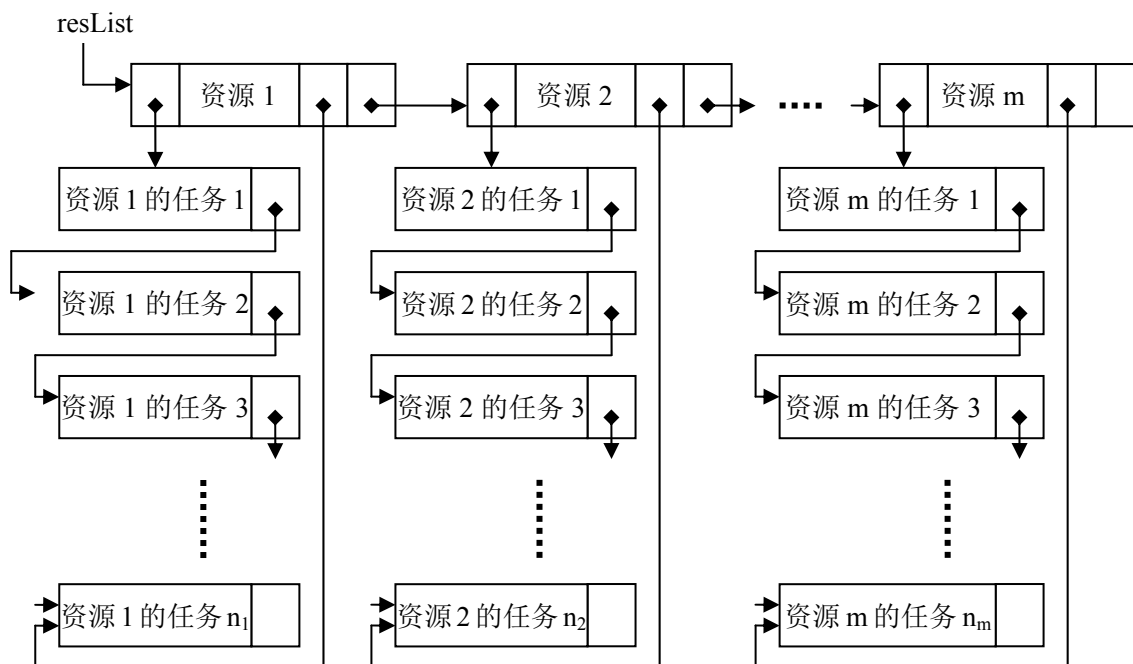 resList
资源 1
资源 2
资源 m
资源 1 的任务 1
资源 2 的任务 1
资源 m 的任务 1
资源 1 的任务 2
资源 2 的任务 2
资源 m 的任务 2
资源 1 的任务 3
资源 2 的任务 3
资源 m 的任务 3
资源 1 的任务 n₁
资源 2 的任务 n₂
资源 m 的任务 nₘ